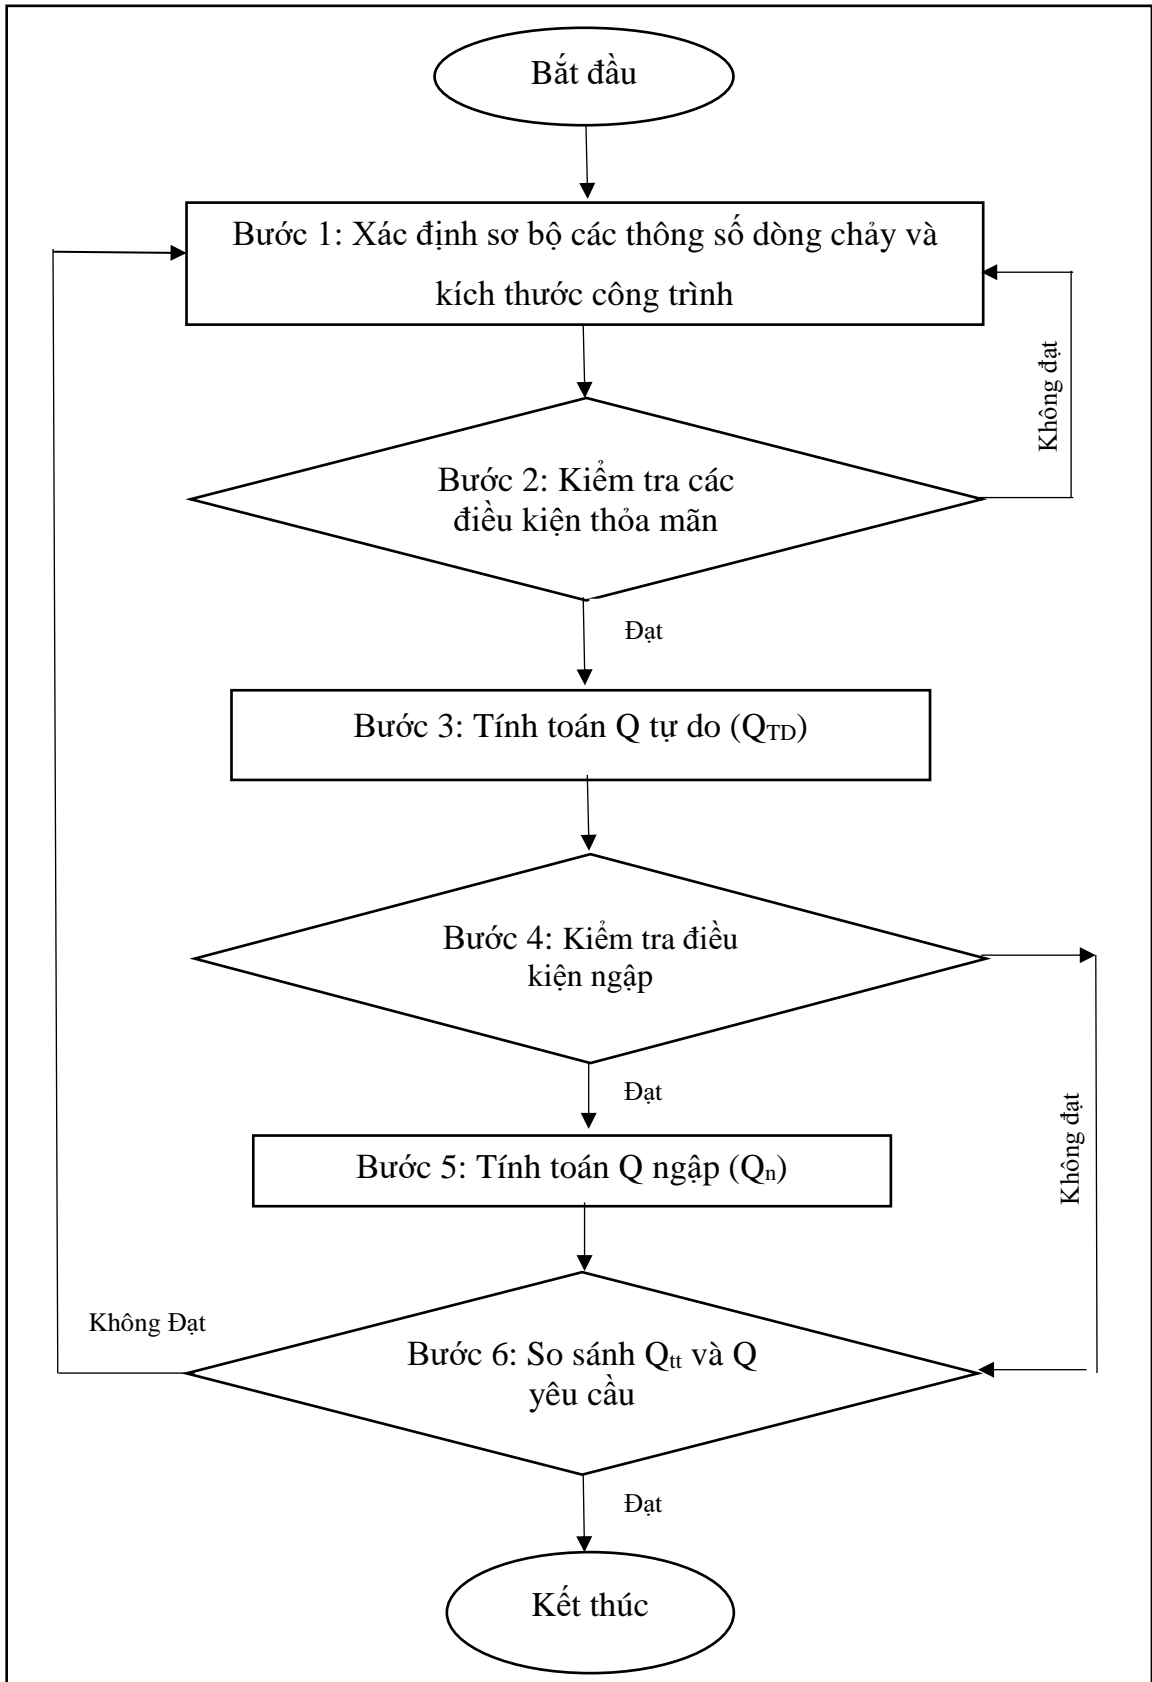 Bắt đầu
Bước 1: Xác định sơ bộ các thông số dòng chảy và
kích thước công trình
Không đạt
Bước 2: Kiểm tra các
điều kiện thỏa mãn
Đạt
Bước 3: Tính toán Q tự do (Q_TD)
Bước 4: Kiểm tra điều
kiện ngập
Đạt
Không đạt
Bước 5: Tính toán Q ngập (Q_n)
Không Đạt
Bước 6: So sánh Q_tt và Q
yêu cầu
Đạt
Kết thúc